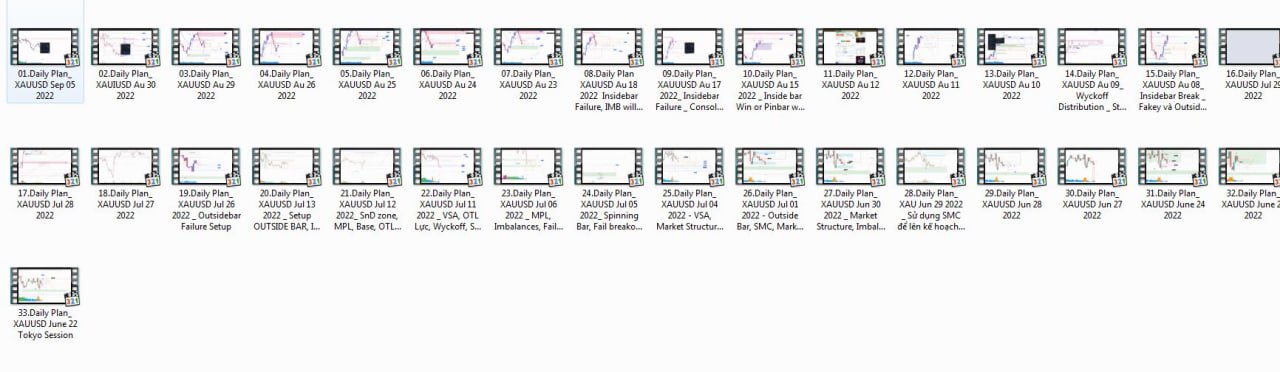 01.Daily Plan_
XAUUSD Sep 05
2022
02.Daily Plan_
XAUIUSD Au 30
2022
03.Daily Plan_
XAUUSD Au 29
2022
04.Daily Plan_
XAUUSD Au 26
2022
05.Daily Plan_
XAUUSD Au 25
2022
06.Daily Plan_
XAUUSD Au 24
2022
07.Daily Plan_
XAUUSD Au 23
2022
08.Daily Plan
XAUUSD Au 18
2022 Insidebar
Failure, IMB will...
09.Daily Plan_
XAUUUSD Au 17
2022_ Insidebar
Failure _ Consol...
10.Daily Plan_
XAUUSD Au 15
2022 _ Inside bar
Win or Pinbar w...
11.Daily Plan_
XAUUSD Au 12
2022
12.Daily Plan_
XAUUSD Au 11
2022
13.Daily Plan_
XAUUSD Au 10
2022
14.Daily Plan_
XAUUSD Au 09_
Wyckoff
Distribution _ St...
15.Daily Plan_
XAUUSD Au 08_
Insidebar Break _
Fakey và Outsid...
16.Daily Plan_
XAUUSD Jul 29
2022
17.Daily Plan_
XAUUSD Jul 28
2022
18.Daily Plan_
XAUUSD Jul 27
2022
19.Daily Plan_
XAUUSD Jul 26
2022 _ Outsidebar
Failure Setup
20.Daily Plan_
XAUUSD Jul 13
2022 _ Setup
OUTSIDE BAR, I...
21.Daily Plan_
XAUUSD Jul 12
2022_ SnD zone,
MPL, Base, OTL...
22.Daily Plan_
XAUUSD Jul 11
2022 _ VSA, OTL
Lực, Wyckoff, S...
23.Daily Plan_
XAUUSD Jul 06
2022 _ MPL,
Imbalances, Fail...
24.Daily Plan_
XAUUSD Jul 05
2022_ Spinning
Bar, Fail breako...
25.Daily Plan_
XAUUSD Jul 04
2022 - VSA,
Market Structur...
26.Daily Plan_
XAUUSD Jul 01
2022 - Outside
Bar, SMC, Mark...
27.Daily Plan_
XAUUSD Jun 30
2022 _ Market
Structure, Imbal...
28.Daily Plan_
XAU Jun 29 2022
_ Sử dụng SMC
để lên kế hoạch...
29.Daily Plan_
XAUUSD Jun 28
2022
30.Daily Plan_
XAUUSD Jun 27
2022
31.Daily Plan_
XAUUSD June 24
2022
32.Daily Plan_
XAUUSD June
2022
33.Daily Plan_
XAUUSD June 22
Tokyo Session